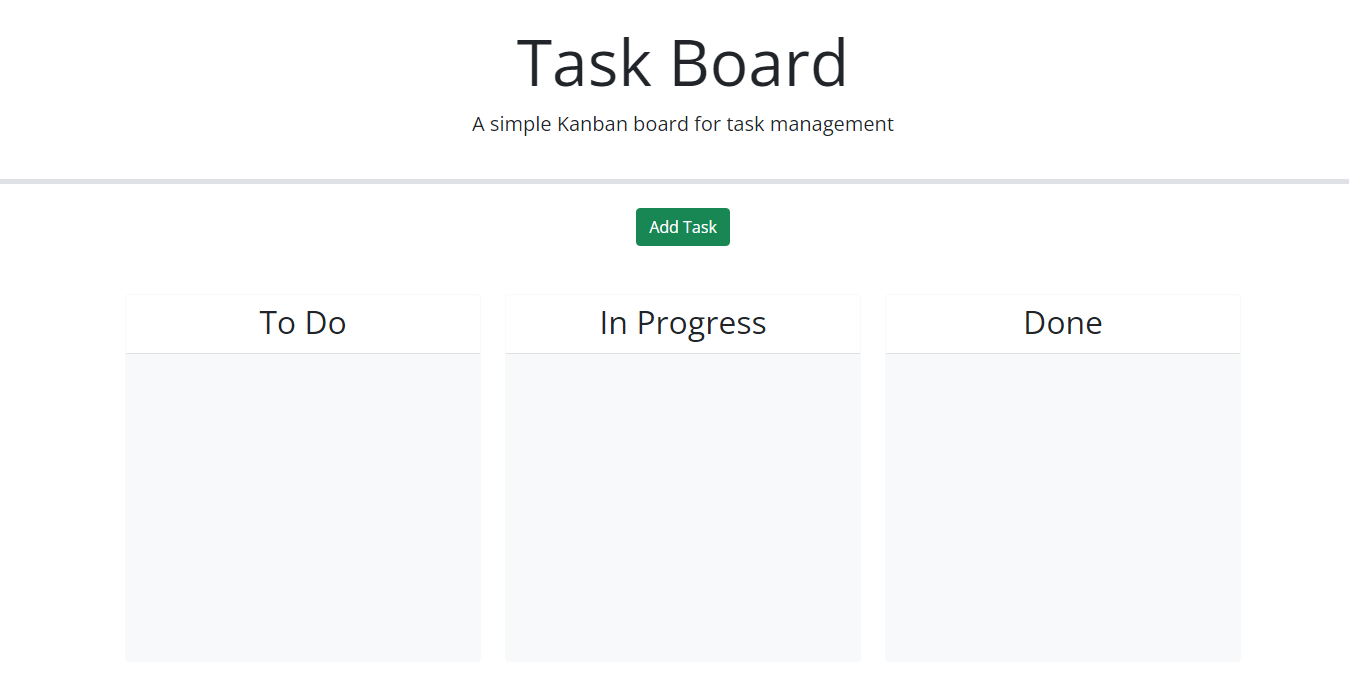 Task Board
A simple Kanban board for task management
Add Task
To Do
In Progress
Done